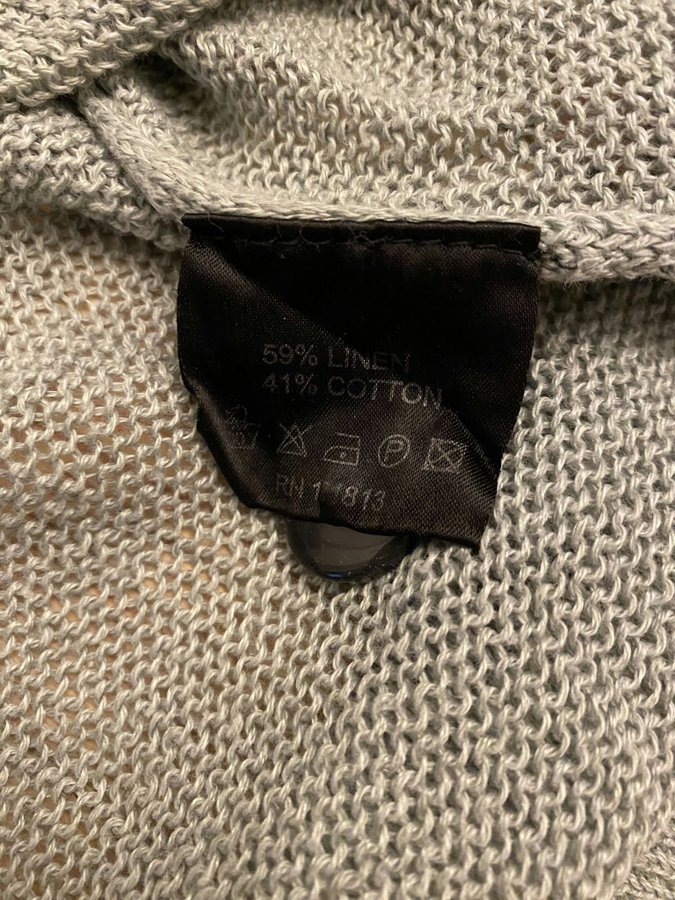 59% LINEN
41% COTTON
RN